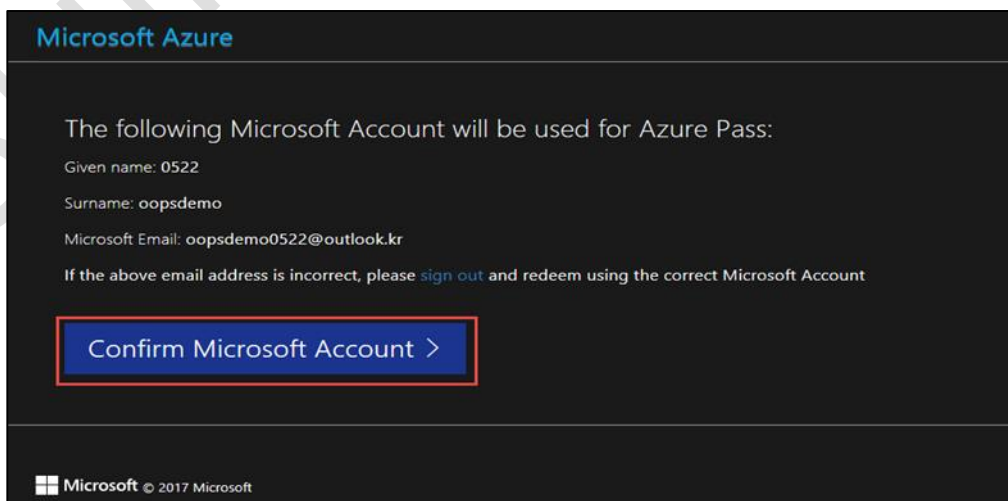 Microsoft Azure
The following Microsoft Account will be used for Azure Pass:
Given name: 0522
Surname: oopsdemo
Microsoft Email: oopsdemo0522@outlook.kr
If the above email address is incorrect, please sign out and redeem using the correct Microsoft Account
Confirm Microsoft Account >
Microsoft © 2017 Microsoft